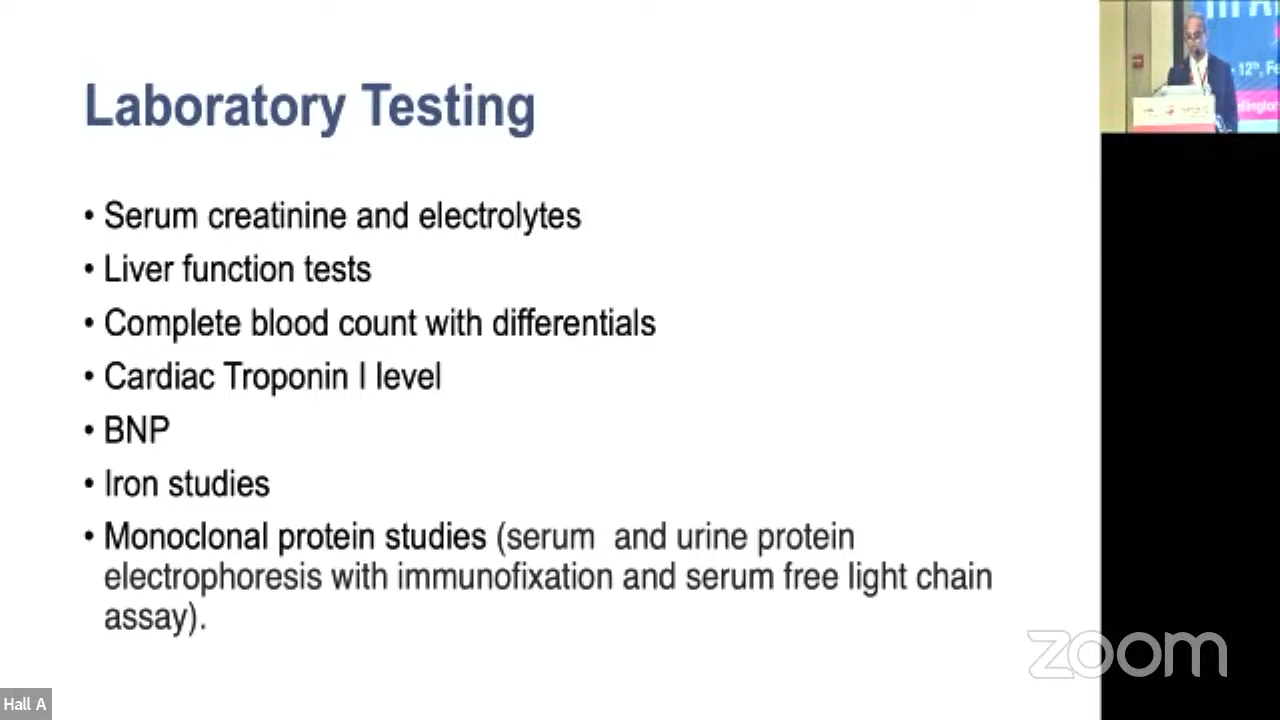 Laboratory Testing
• Serum creatinine and electrolytes
• Liver function tests
• Complete blood count with differentials
• Cardiac Troponin I level
• BNP
• Iron studies
• Monoclonal protein studies (serum and urine protein
electrophoresis with immunofixation and serum free light chain
assay).
12th, Fe
zoom
Hall A